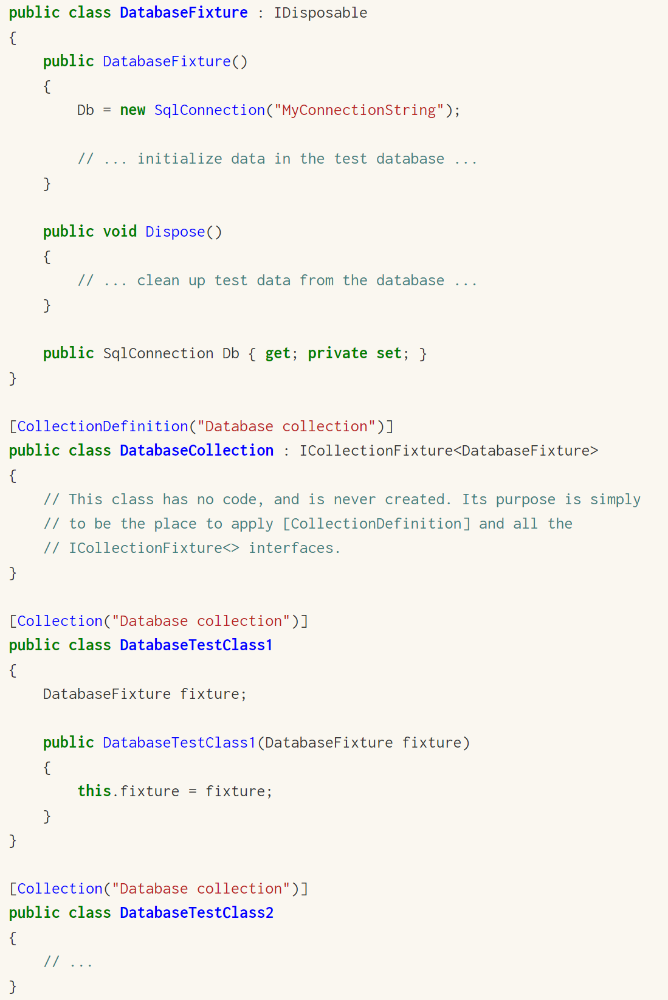 public class DatabaseFixture : IDisposable
{
    public DatabaseFixture()
    {
        Db = new SqlConnection("MyConnectionString");

        // ... initialize data in the test database ...
    }

    public void Dispose()
    {
        // ... clean up test data from the database ...
    }

    public SqlConnection Db { get; private set; }
}

[CollectionDefinition("Database collection")]
public class DatabaseCollection : ICollectionFixture<DatabaseFixture>
{
    // This class has no code, and is never created. Its purpose is simply
    // to be the place to apply [CollectionDefinition] and all the
    // ICollectionFixture<> interfaces.
}

[Collection("Database collection")]
public class DatabaseTestClass1
{
    DatabaseFixture fixture;

    public DatabaseTestClass1(DatabaseFixture fixture)
    {
        this.fixture = fixture;
    }
}

[Collection("Database collection")]
public class DatabaseTestClass2
{
    // ...
}